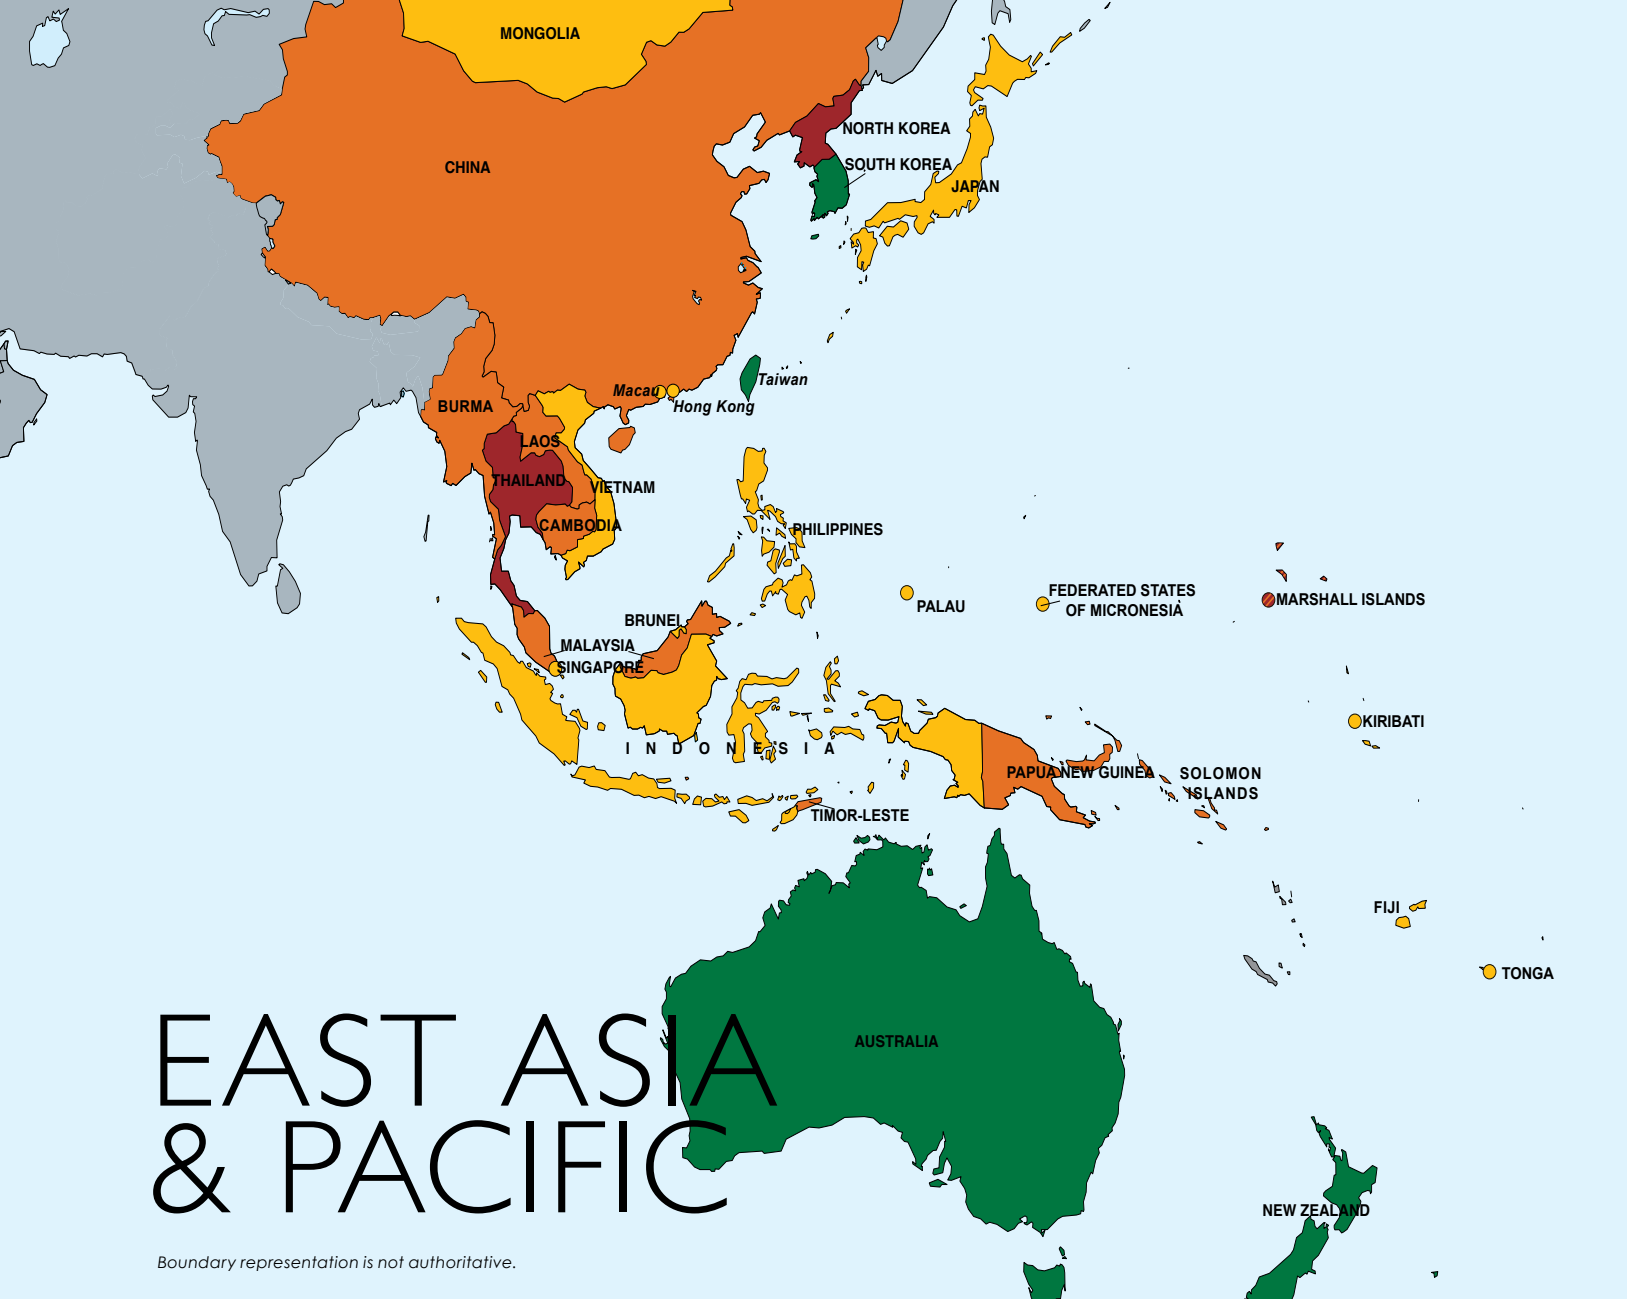 MONGOLIA
NORTH KOREA
CHINA
SOUTH KOREA
JAPAN
Taiwan
Macau
Hong Kong
BURMA
LAOS
THAILAND
VIETNAM
CAMBODIA
PHILIPPINES
PALAU
FEDERATED STATES
OF MICRONESIA
MARSHALL ISLANDS
BRUNEI
MALAYSIA
SINGAPORE
KIRIBATI
INDONESIA
PAPUA NEW GUINEA
SOLOMON
ISLANDS
TIMOR-LESTE
FIJI
TONGA
AUSTRALIA
EAST ASIA
& PACIFIC
NEW ZEALAND
Boundary representation is not authoritative.